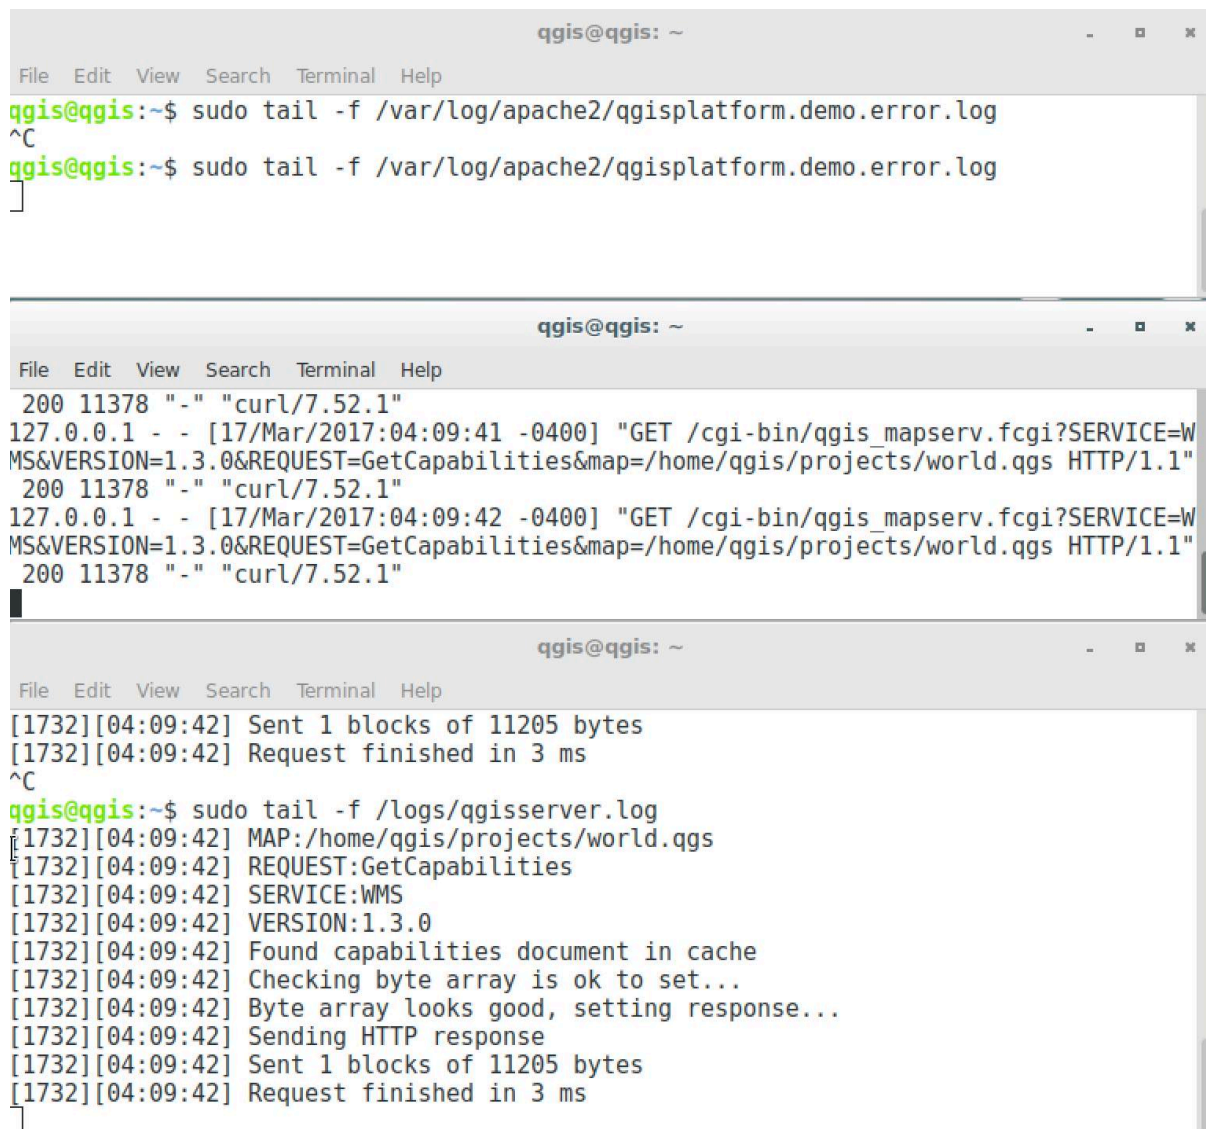 qgis@qgis: ~
File Edit View Search Terminal Help
qgis@qgis:~$ sudo tail -f /var/log/apache2/qgisplatform.demo.error.log
^C
qgis@qgis:~$ sudo tail -f /var/log/apache2/qgisplatform.demo.error.log
qgis@qgis: ~
File Edit View Search Terminal Help
200 11378 "-" "curl/7.52.1"
127.0.0.1 - - [17/Mar/2017:04:09:41 -0400] "GET /cgi-bin/qgis_mapserv.fcgi?SERVICE=W
MS&VERSION=1.3.0&REQUEST=GetCapabilities&map=/home/qgis/projects/world.qgs HTTP/1.1"
200 11378 "-" "curl/7.52.1"
127.0.0.1 - - [17/Mar/2017:04:09:42 -0400] "GET /cgi-bin/qgis_mapserv.fcgi?SERVICE=W
MS&VERSION=1.3.0&REQUEST=GetCapabilities&map=/home/qgis/projects/world.qgs HTTP/1.1"
200 11378 "-" "curl/7.52.1"
qgis@qgis: ~
File Edit View Search Terminal Help
[1732][04:09:42] Sent 1 blocks of 11205 bytes
[1732][04:09:42] Request finished in 3 ms
^C
qgis@qgis:~$ sudo tail -f /logs/qgisserver.log
[1732][04:09:42] MAP:/home/qgis/projects/world.qgs
[1732][04:09:42] REQUEST:GetCapabilities
[1732][04:09:42] SERVICE:WMS
[1732][04:09:42] VERSION:1.3.0
[1732][04:09:42] Found capabilities document in cache
[1732][04:09:42] Checking byte array is ok to set...
[1732][04:09:42] Byte array looks good, setting response...
[1732][04:09:42] Sending HTTP response
[1732][04:09:42] Sent 1 blocks of 11205 bytes
[1732][04:09:42] Request finished in 3 ms